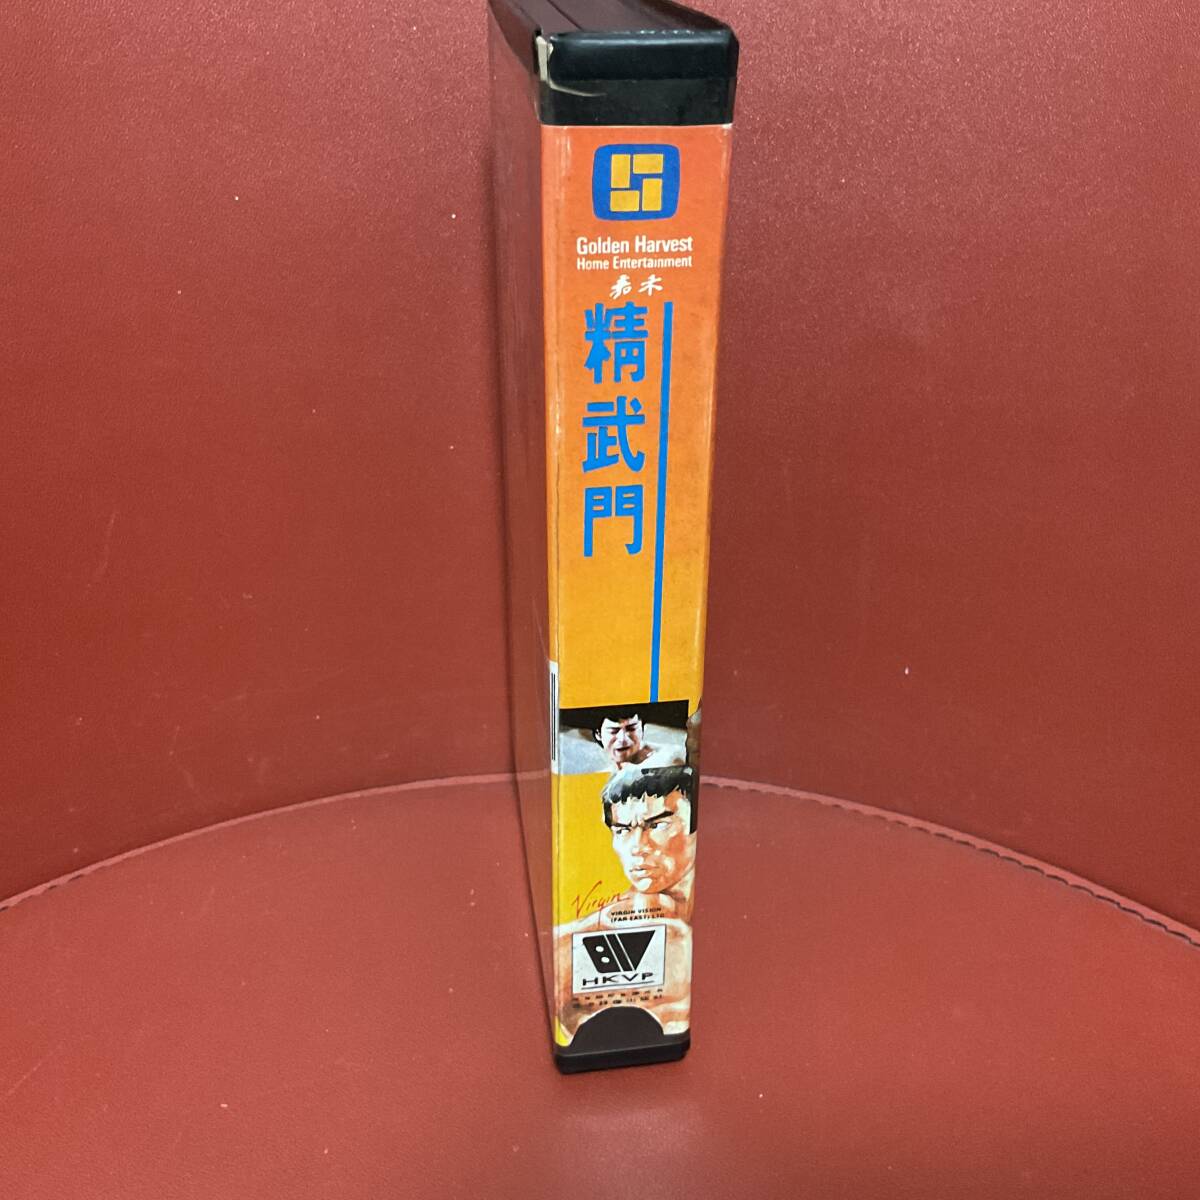 Golden Harvest
Home Entertainment
嘉禾
精武門
Virgin
VIRGIN VISION
(FAR EAST) LTD
HKVP